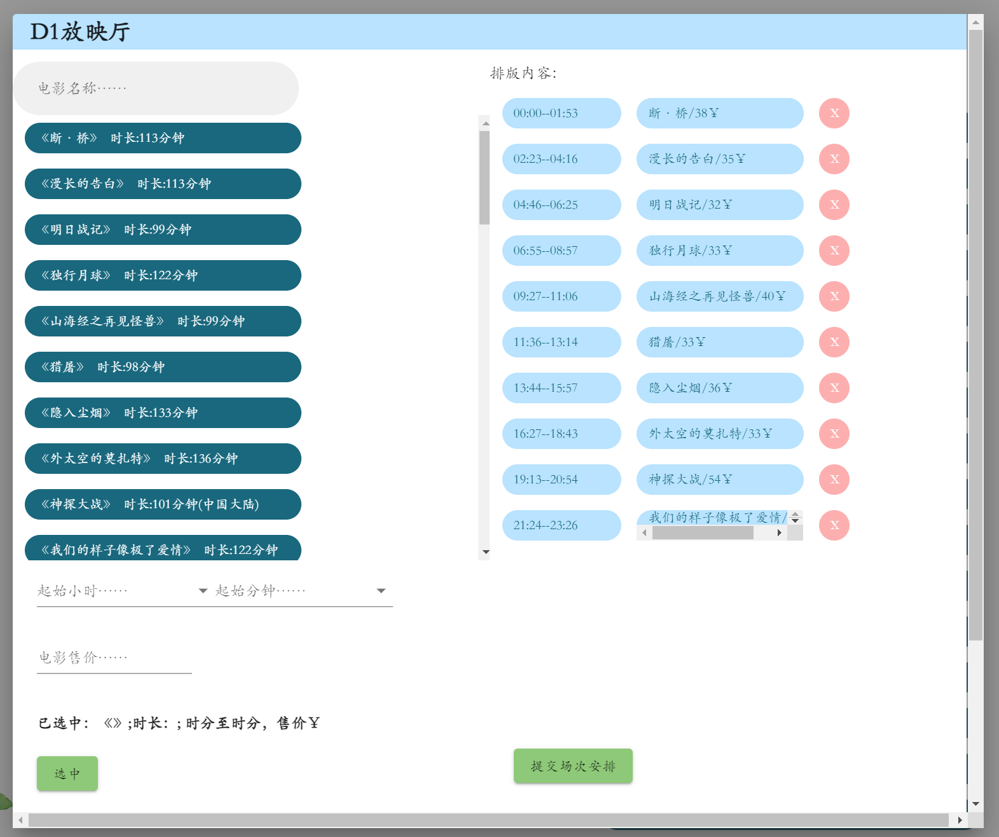 D1放映厅
电影名称……
《断·桥》 时长:113分钟
《漫长的告白》 时长:113分钟
《明日战记》 时长:99分钟
《独行月球》 时长:122分钟
《山海经之再见怪兽》 时长:99分钟
《猎屠》 时长:98分钟
《隐入尘烟》 时长:133分钟
《外太空的莫扎特》 时长:136分钟
《神探大战》 时长:101分钟(中国大陆)
《我们的样子像极了爱情》 时长:122分钟
起始小时…… 起始分钟……
电影售价……
已选中： 《》;时长：; 时分至时分，售价￥
选中
排版内容：
00:00--01:53 断·桥/38￥ X
02:23--04:16 漫长的告白/35￥ X
04:46--06:25 明日战记/32￥ X
06:55--08:57 独行月球/33￥ X
09:27--11:06 山海经之再见怪兽/40￥ X
11:36--13:14 猎屠/33￥ X
13:44--15:57 隐入尘烟/36￥ X
16:27--18:43 外太空的莫扎特/33￥ X
19:13--20:54 神探大战/54￥ X
21:24--23:26 我们的样子像极了爱情/ X
提交场次安排